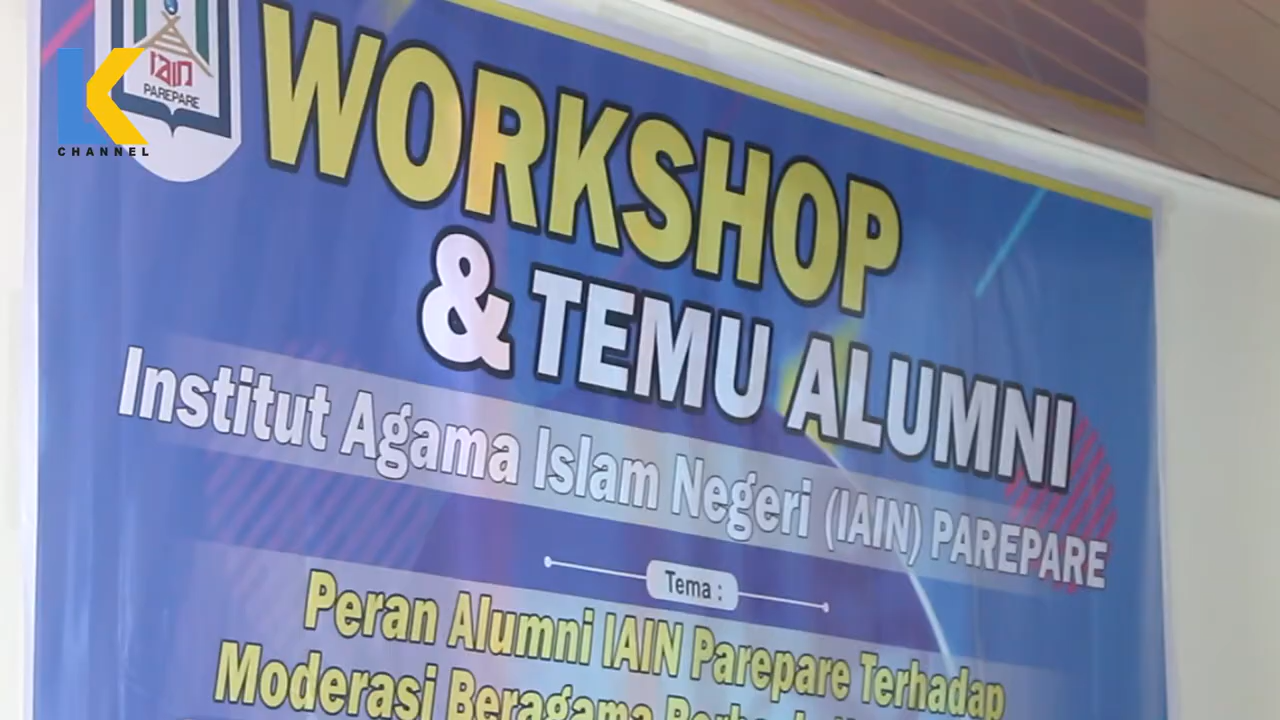 iain
PAREPARE
K
CHANNEL
WORKSHOP
& TEMU ALUMNI
Institut Agama Islam Negeri (IAIN) PAREPARE
Tema :
Peran Alumni IAIN Parepare Terhadap
Moderasi Beragama